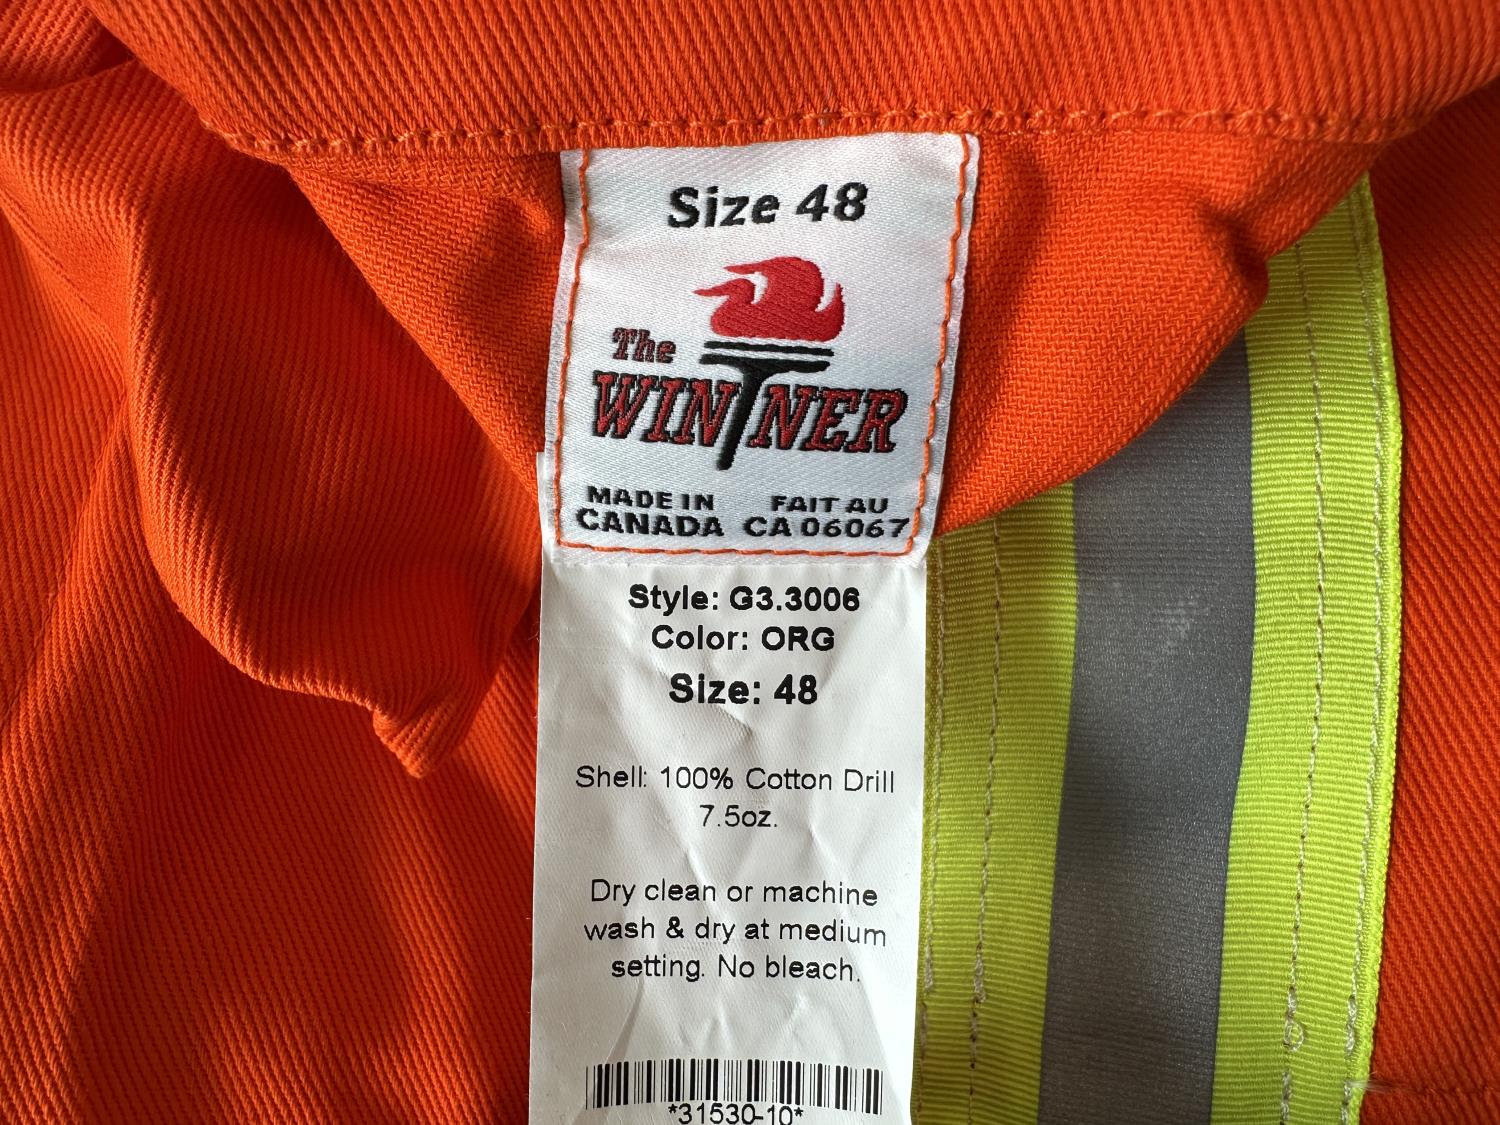 Size 48
The
WINTNER
MADE IN FAIT AU
CANADA CA 06067
Style: G3.3006
Color: ORG
Size: 48
Shell: 100% Cotton Drill
7.5oz.
Dry clean or machine
wash & dry at medium
setting. No bleach.
*31530-10*